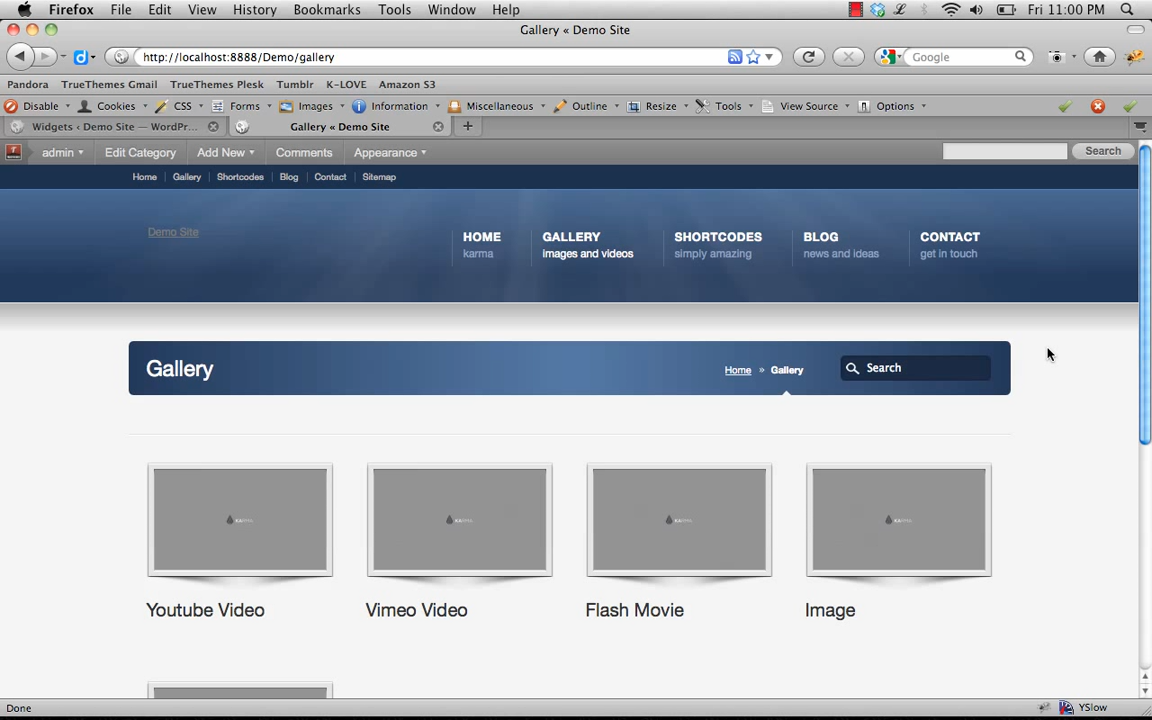 Firefox File Edit View History Bookmarks Tools Window Help Fri 11:00 PM
Gallery « Demo Site
http://localhost:8888/Demo/gallery Google
Pandora TrueThemes Gmail TrueThemes Plesk Tumblr K-LOVE Amazon S3
Disable Cookies CSS Forms Images Information Miscellaneous Outline Resize Tools View Source Options
Widgets ‹ Demo Site — WordPr... Gallery « Demo Site
admin Edit Category Add New Comments Appearance Search
Home Gallery Shortcodes Blog Contact Sitemap
Demo Site
HOME GALLERY SHORTCODES BLOG CONTACT
karma images and videos simply amazing news and ideas get in touch
Gallery Home » Gallery Search
Youtube Video Vimeo Video Flash Movie Image
Done YSlow